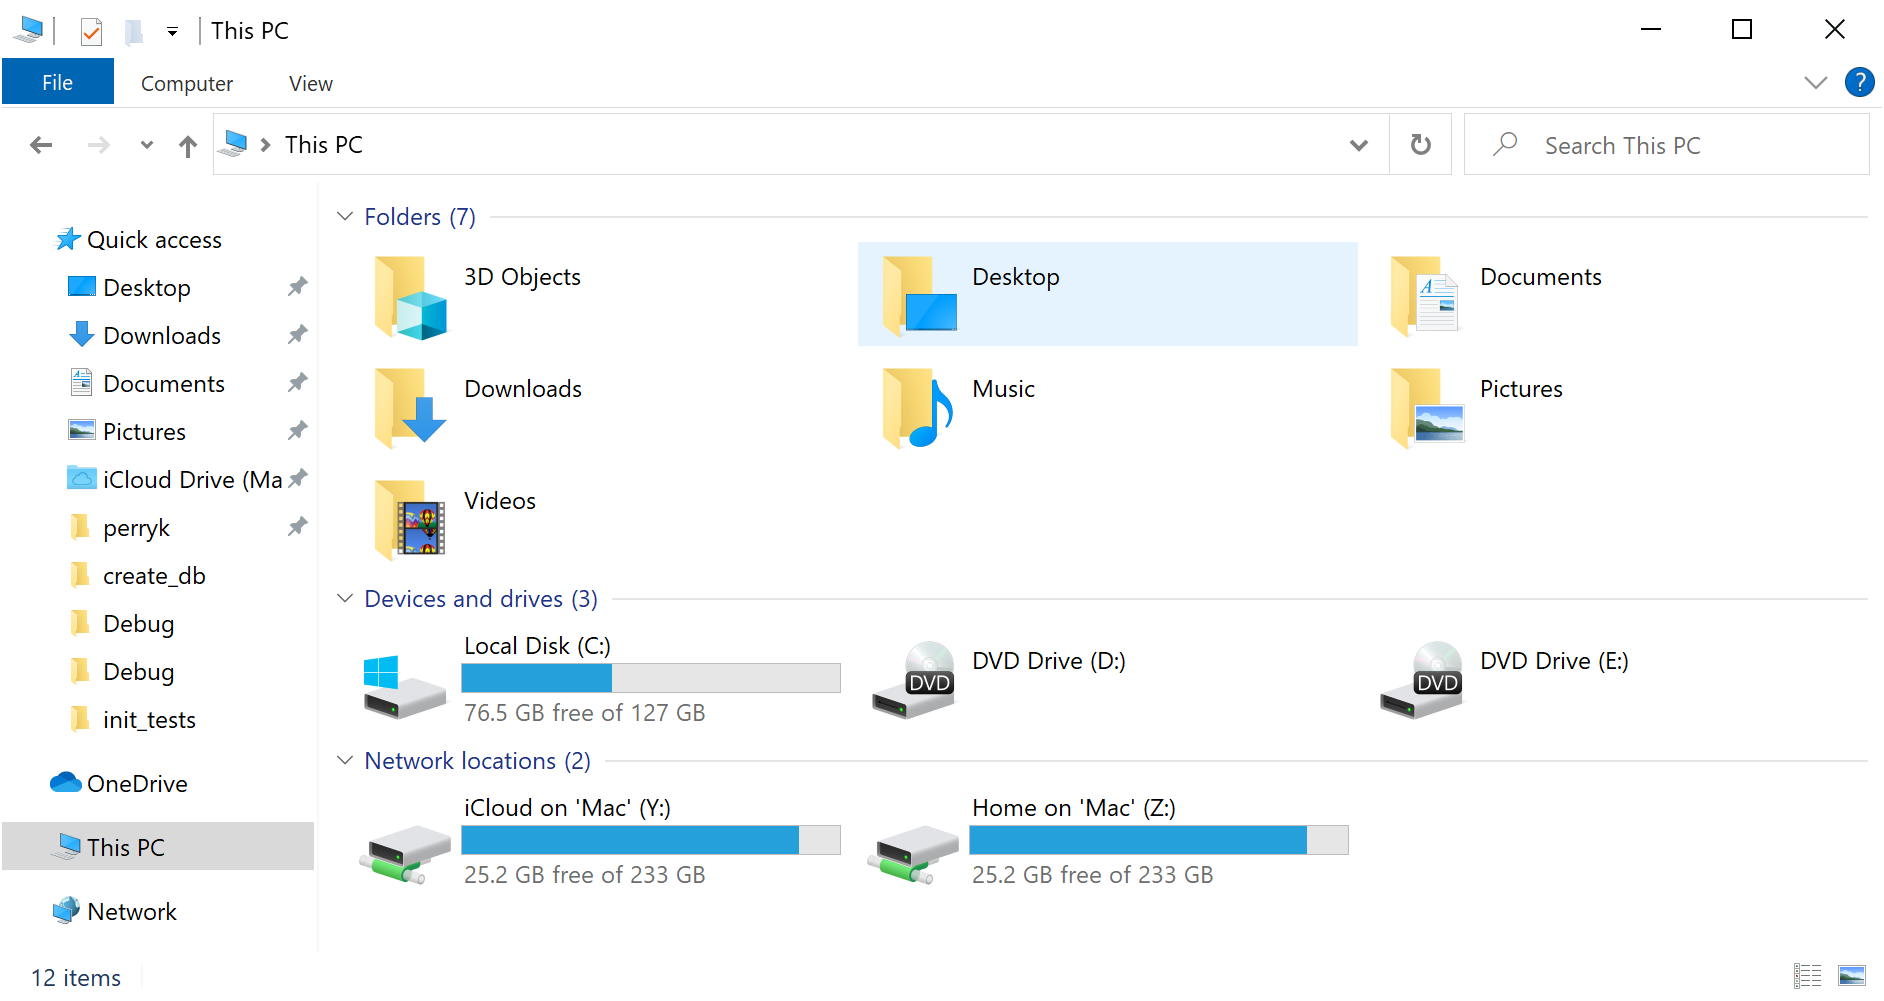 This PC
File
Computer
View
?
This PC
Search This PC
Quick access
Desktop
Downloads
Documents
Pictures
iCloud Drive (Ma
perryk
create_db
Debug
Debug
init_tests
OneDrive
This PC
Network
Folders (7)
3D Objects
Desktop
Documents
Downloads
Music
Pictures
Videos
Devices and drives (3)
Local Disk (C:)
76.5 GB free of 127 GB
DVD
DVD Drive (D:)
DVD
DVD Drive (E:)
Network locations (2)
iCloud on 'Mac' (Y:)
25.2 GB free of 233 GB
Home on 'Mac' (Z:)
25.2 GB free of 233 GB
12 items